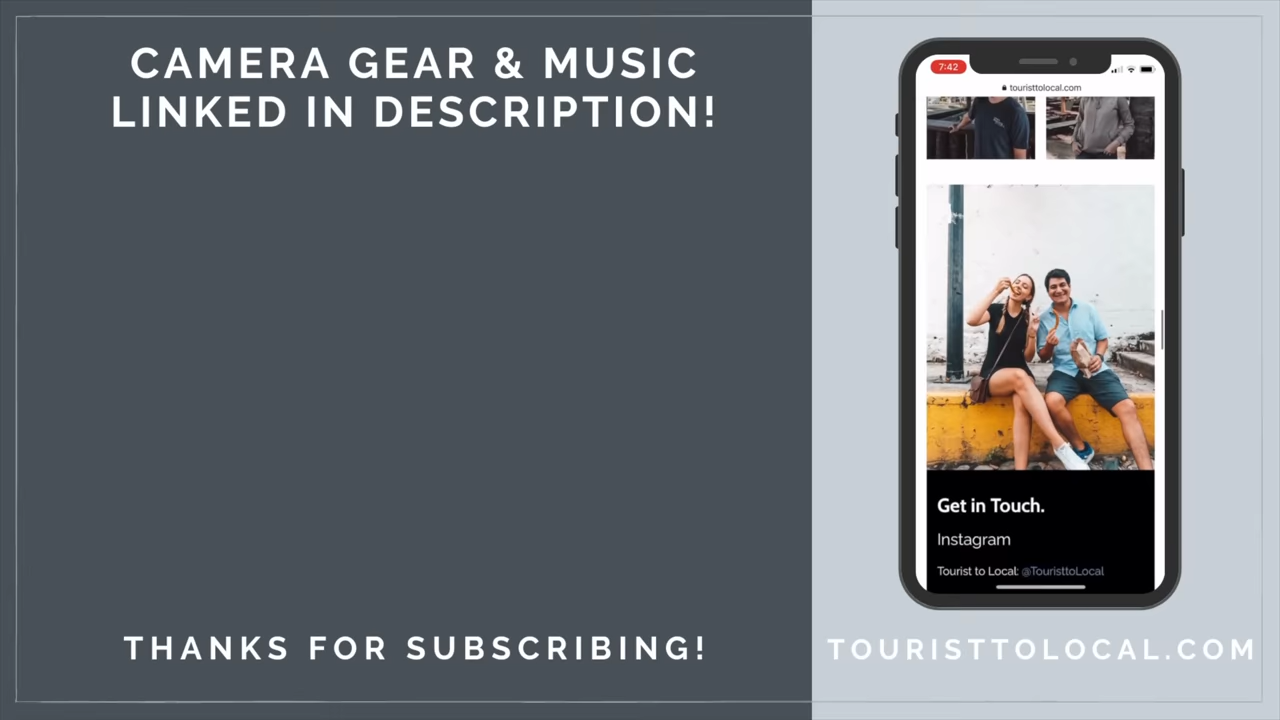 CAMERA GEAR & MUSIC
LINKED IN DESCRIPTION!
7:42
touristtolocal.com
Get in Touch.
Instagram
Tourist to Local: @TouristtoLocal
THANKS FOR SUBSCRIBING!
TOURISTTOLOCAL.COM